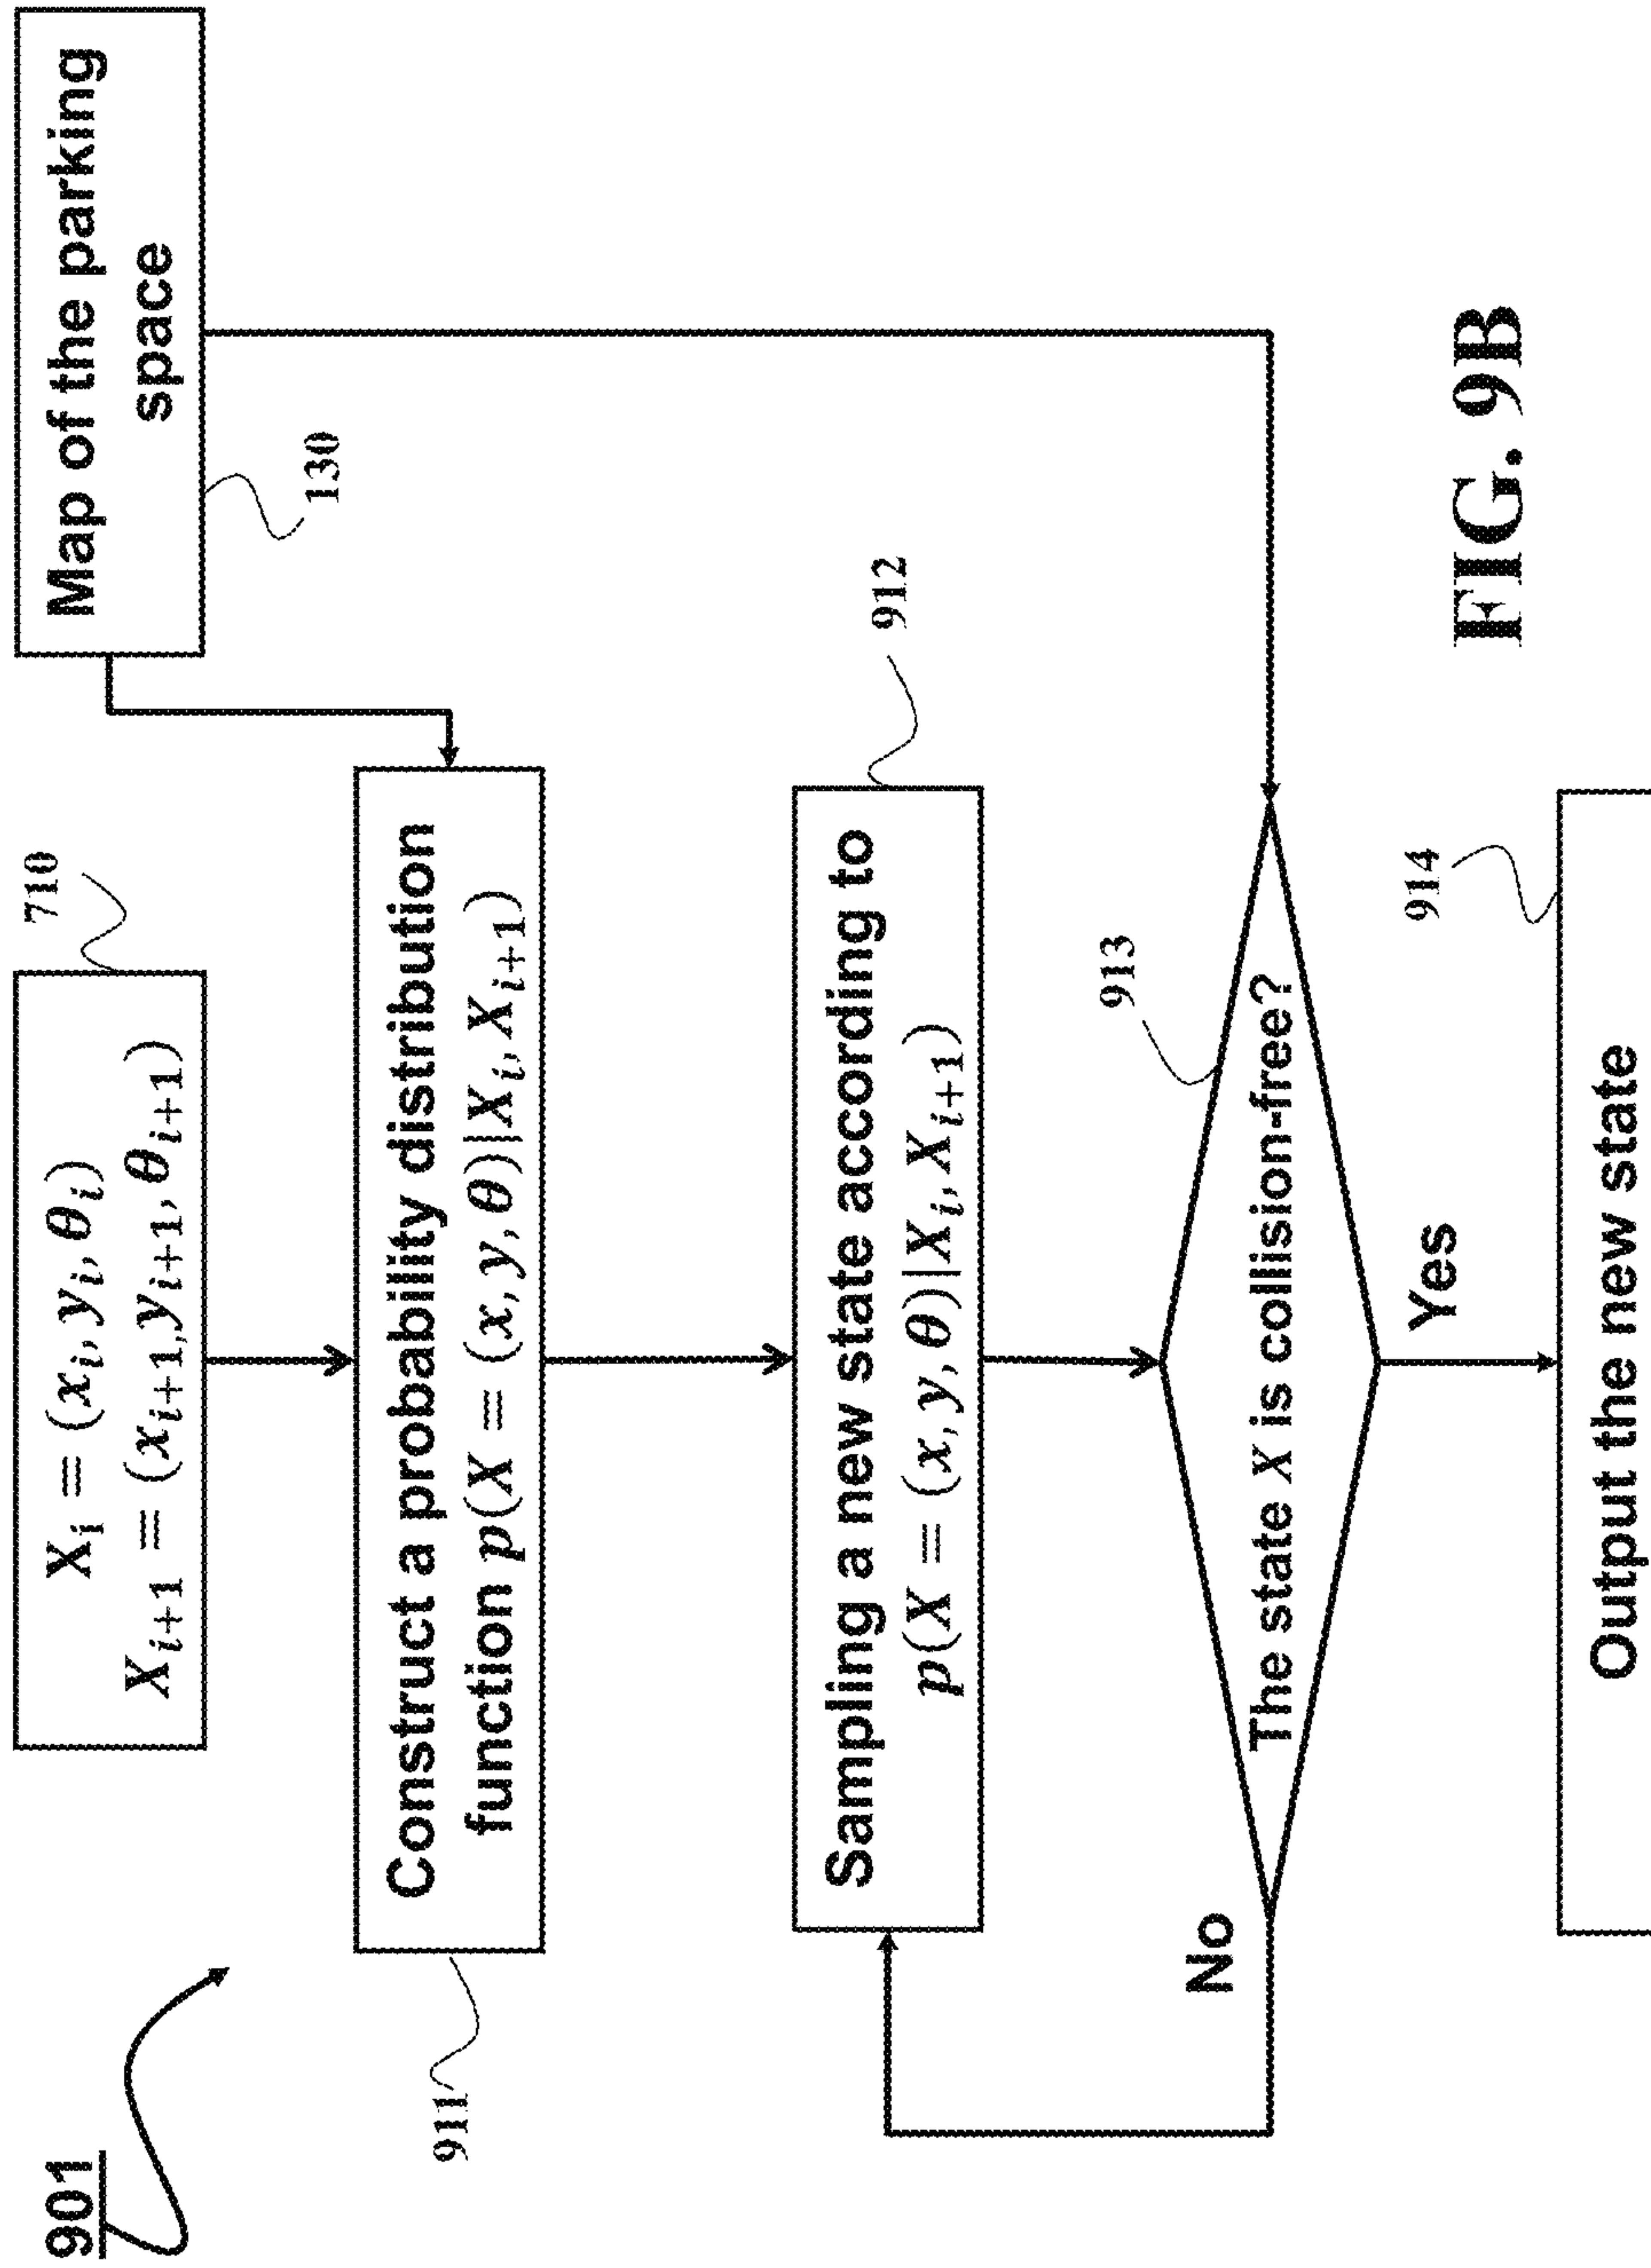 901
710
X_i = (x_i, y_i, θ_i)
X_{i+1} = (x_{i+1}, y_{i+1}, θ_{i+1})
Map of the parking
space
130
911
Construct a probability distribution
function p(X = (x, y, θ)|X_i, X_{i+1})
912
Sampling a new state according to
p(X = (x, y, θ)|X_i, X_{i+1})
913
The state X is collision-free?
No
Yes
914
Output the new state
FIG. 9B